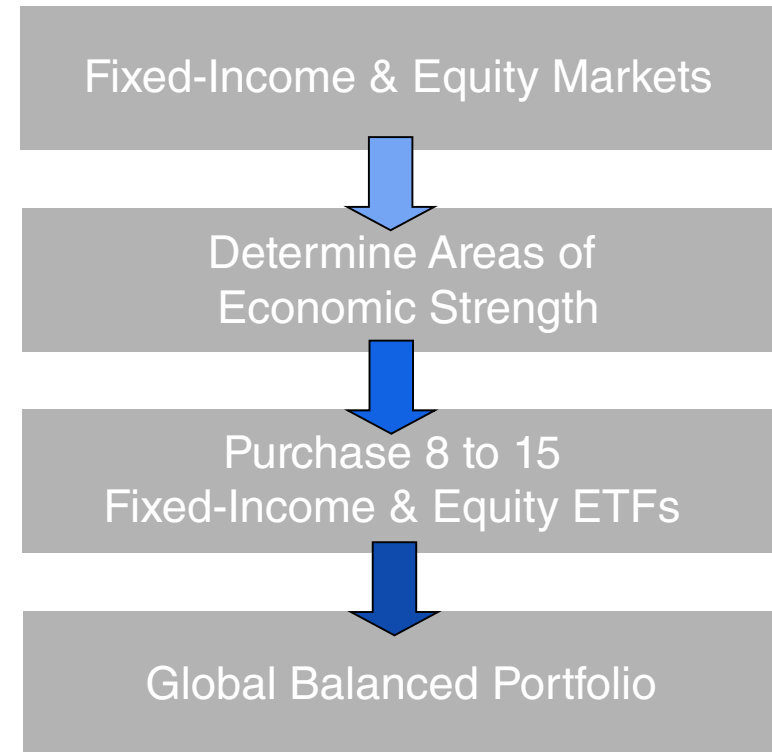 Fixed-Income & Equity Markets
Determine Areas of
Economic Strength
Purchase 8 to 15
Fixed-Income & Equity ETFs
Global Balanced Portfolio